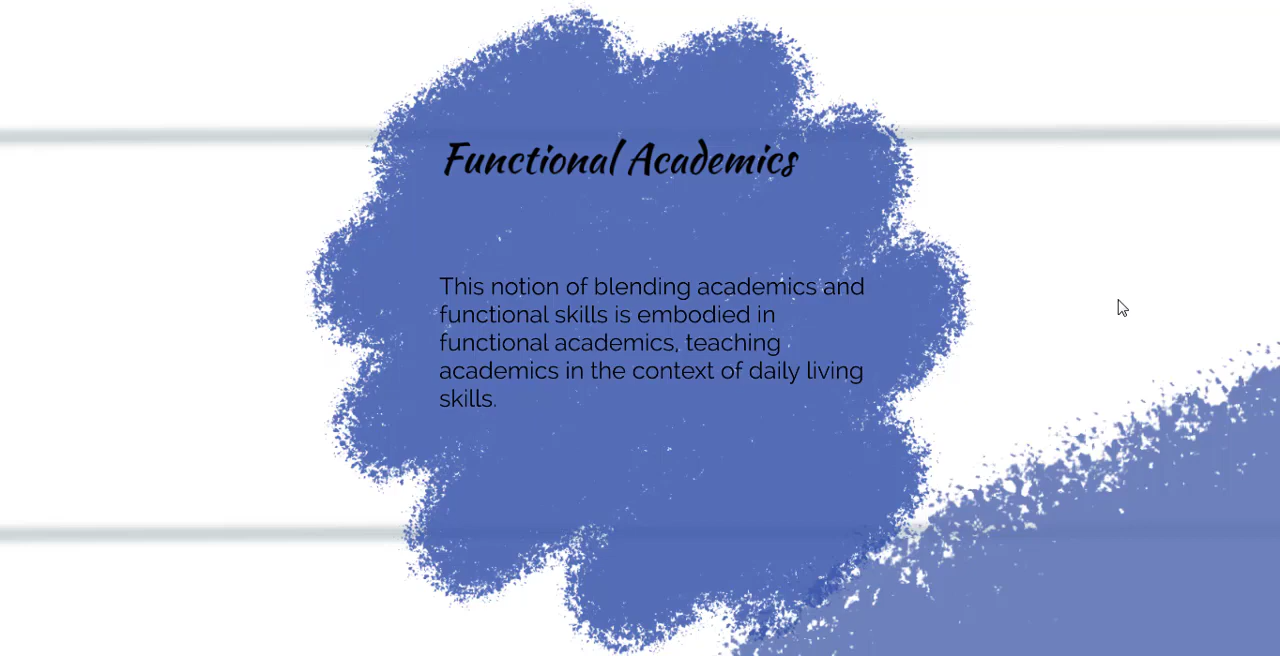 Functional Academics
This notion of blending academics and
functional skills is embodied in
functional academics, teaching
academics in the context of daily living
skills.